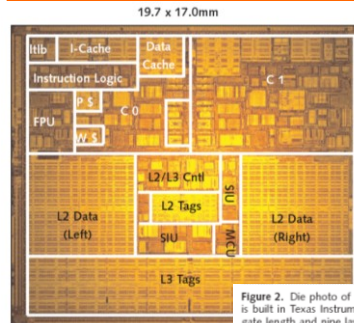 19.7 x 17.0mm
Itlb
I-Cache
Data
Cache
Instruction Logic
P $
C 0
C 1
FPU
W $
L2/L3 Cntl
SIU
L2 Tags
L2 Data
(Left)
SIU
MCU
L2 Data
(Right)
L3 Tags
Figure 2. Die photo of
is built in Texas Instrum
gate length and nine la